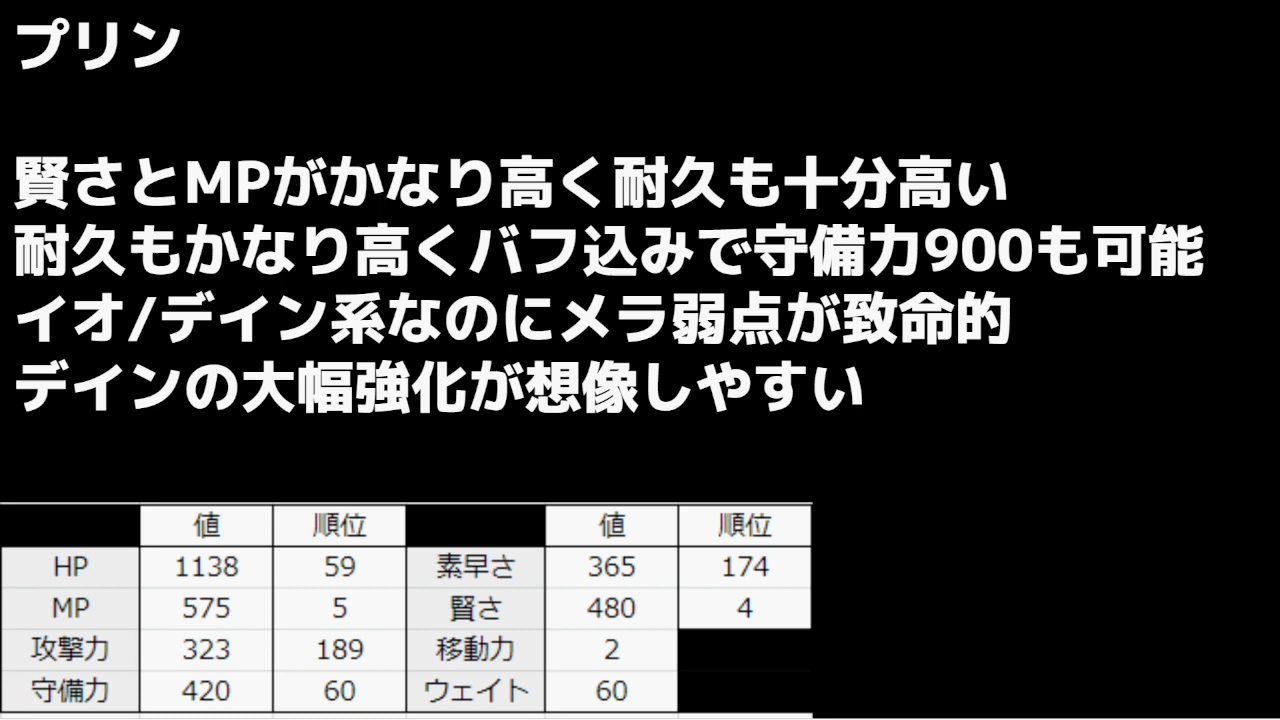 プリン
賢さとMPがかなり高く耐久も十分高い
耐久もかなり高くバフ込みで守備力900も可能
イオ/デイン系なのにメラ弱点が致命的
デインの大幅強化が想像しやすい
値 順位 値 順位
HP 1138 59 素早さ 365 174
MP 575 5 賢さ 480 4
攻撃力 323 189 移動力 2
守備力 420 60 ウェイト 60